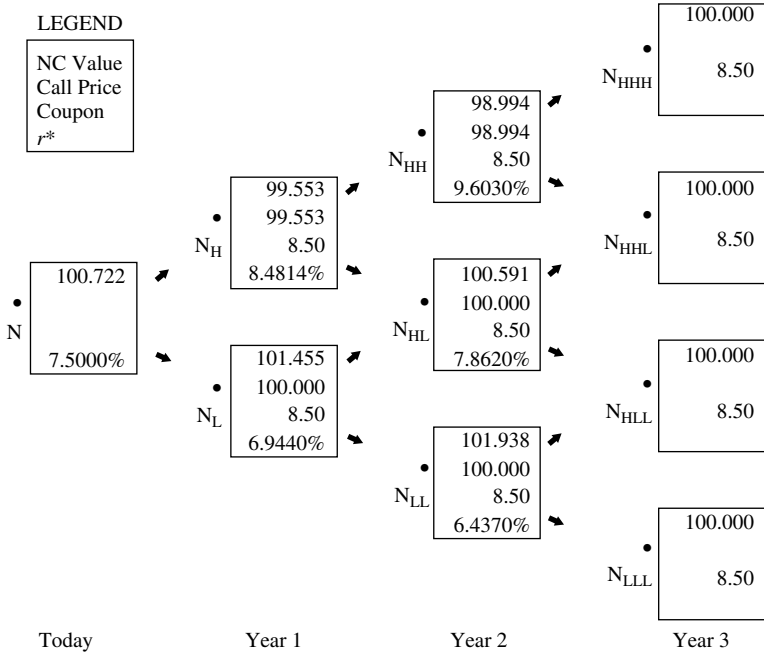 LEGEND
NC Value
Call Price
Coupon
r*
100.722
7.5000%
N
99.553
99.553
8.50
8.4814%
N_H
101.455
100.000
8.50
6.9440%
N_L
98.994
98.994
8.50
9.6030%
N_HH
100.591
100.000
8.50
7.8620%
N_HL
101.938
100.000
8.50
6.4370%
N_LL
100.000
8.50
N_HHH
100.000
8.50
N_HHL
100.000
8.50
N_HLL
100.000
8.50
N_LLL
Today
Year 1
Year 2
Year 3